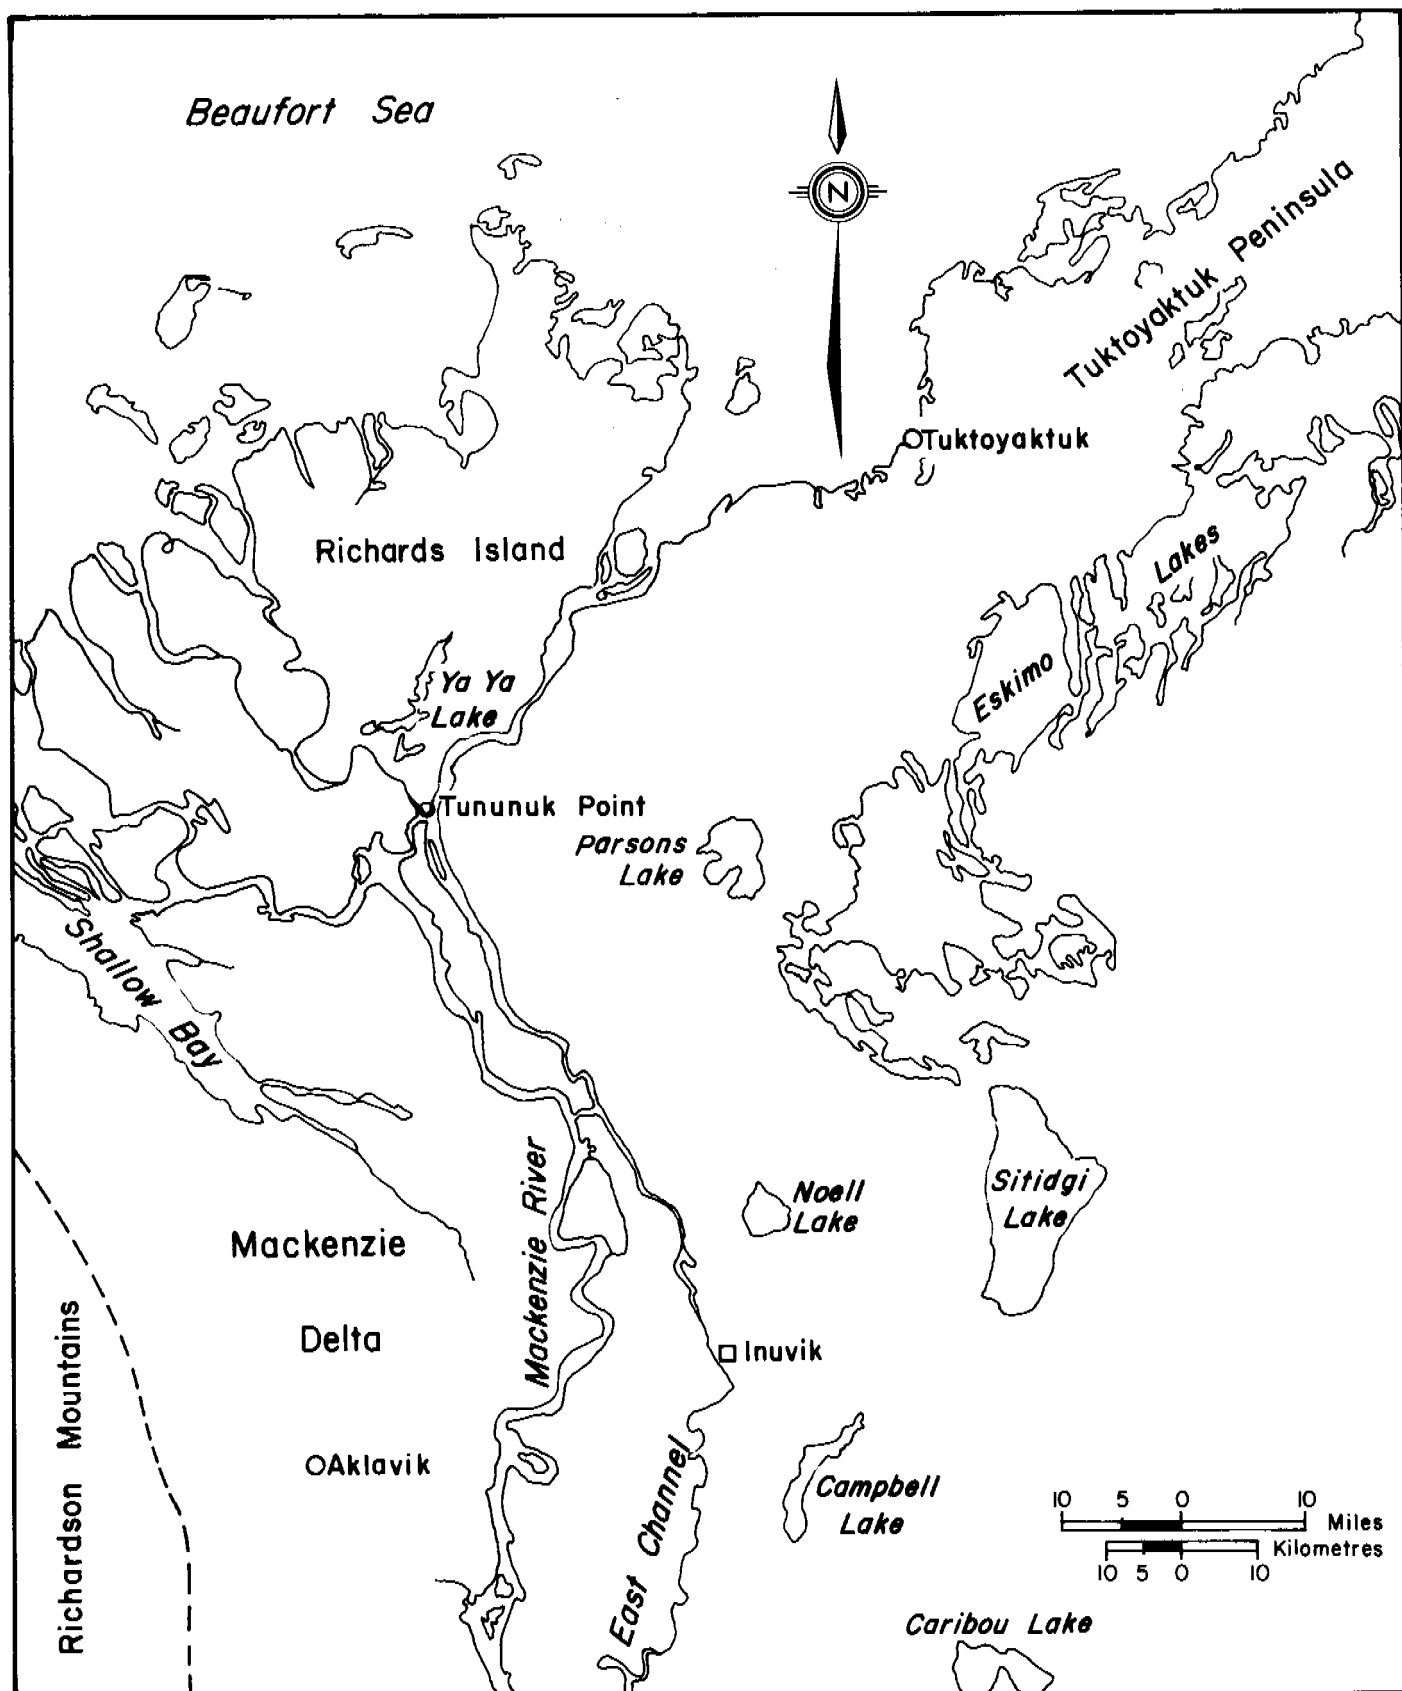 Beaufort Sea
N
Tuktoyaktuk Peninsula
Tuktoyaktuk
Richards Island
Eskimo Lakes
Ya Ya
Lake
Tununuk Point
Parsons
Lake
Shallow Bay
Mackenzie River
Noell
Lake
Sitidgi
Lake
Mackenzie
Delta
Richardson Mountains
Inuvik
Aklavik
East Channel
Campbell
Lake
10 5 0 10
Miles
Kilometres
10 5 0 10
Caribou Lake